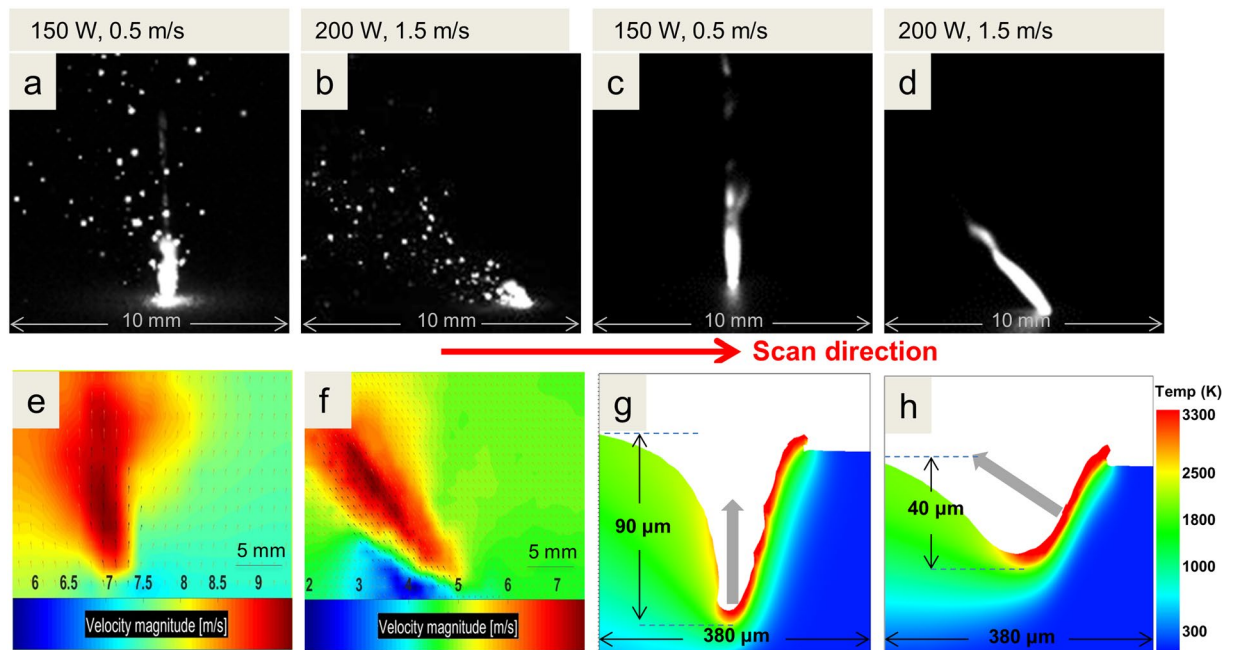 150 W, 0.5 m/s
200 W, 1.5 m/s
150 W, 0.5 m/s
200 W, 1.5 m/s
a
b
c
d
10 mm
10 mm
10 mm
10 mm
Scan direction
e
f
g
h
5 mm
6 6.5 7 7.5 8 8.5 9
Velocity magnitude [m/s]
5 mm
2 3 4 5 6 7
Velocity magnitude [m/s]
90 µm
380 µm
40 µm
380 µm
Temp (K)
3300
2500
1800
1000
300